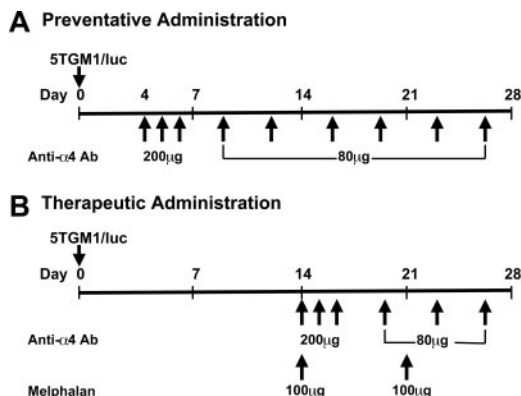 A Preventative Administration
5TGM1/luc
Day 0 4 7 14 21 28
Anti-α4 Ab 200μg 80μg
B Therapeutic Administration
5TGM1/luc
Day 0 7 14 21 28
Anti-α4 Ab 200μg 80μg
Melphalan 100μg 100μg